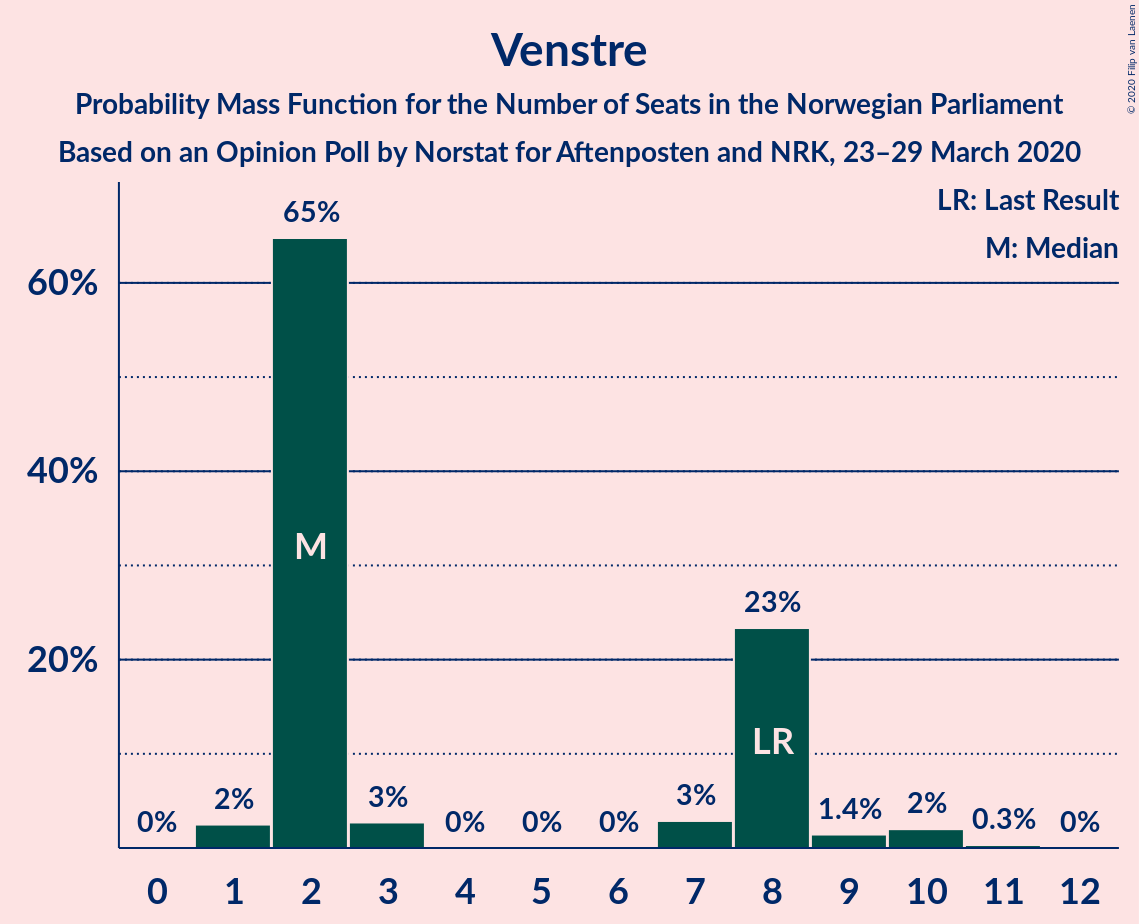 Venstre
Probability Mass Function for the Number of Seats in the Norwegian Parliament
Based on an Opinion Poll by Norstat for Aftenposten and NRK, 23–29 March 2020
© 2020 Filip van Laenen
LR: Last Result
M: Median
60%
40%
20%
0%
2%
65%
3%
0%
0%
0%
3%
23%
1.4%
2%
0.3%
0%
M
LR
0 1 2 3 4 5 6 7 8 9 10 11 12